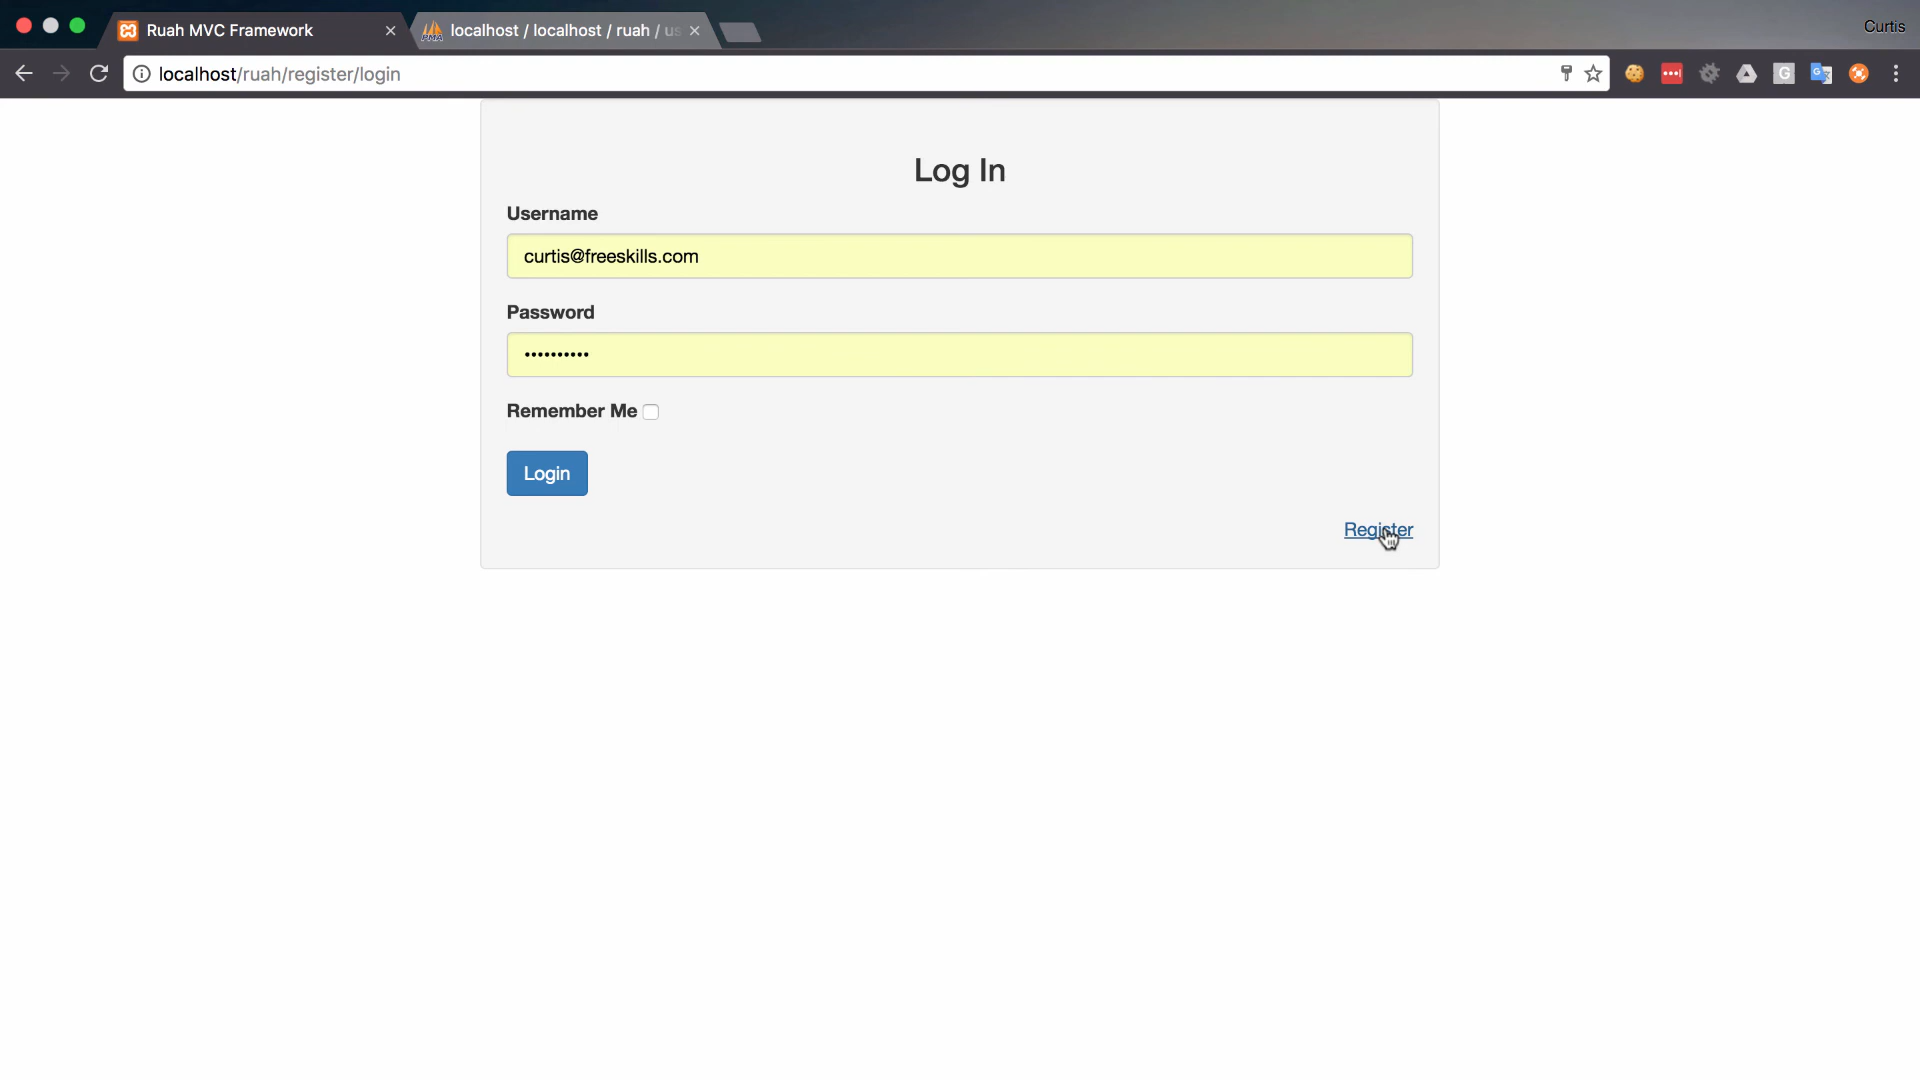 Ruah MVC Framework
localhost / localhost / ruah / us
Curtis
localhost/ruah/register/login
Log In
Username
curtis@freeskills.com
Password
••••••••••
Remember Me
Login
Register